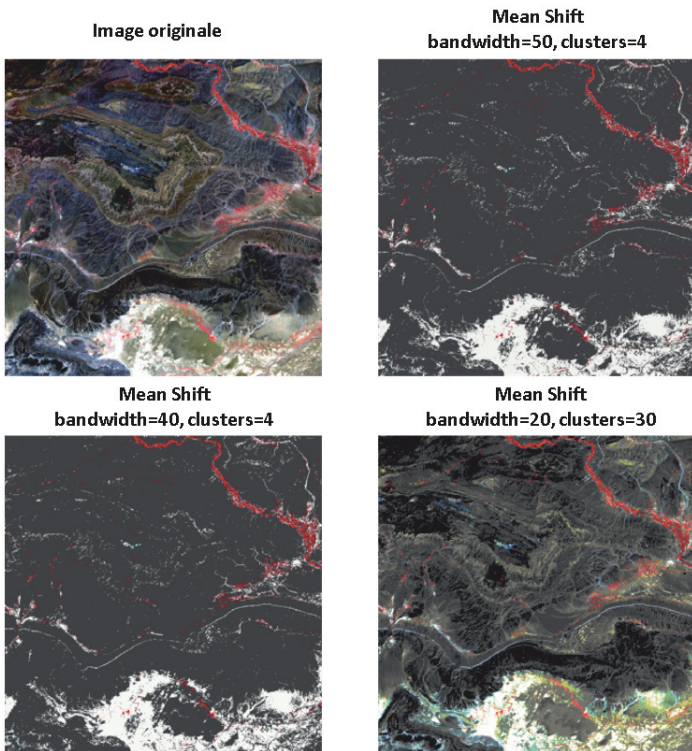 Image originale
Mean Shift
bandwidth=50, clusters=4
Mean Shift
bandwidth=40, clusters=4
Mean Shift
bandwidth=20, clusters=30